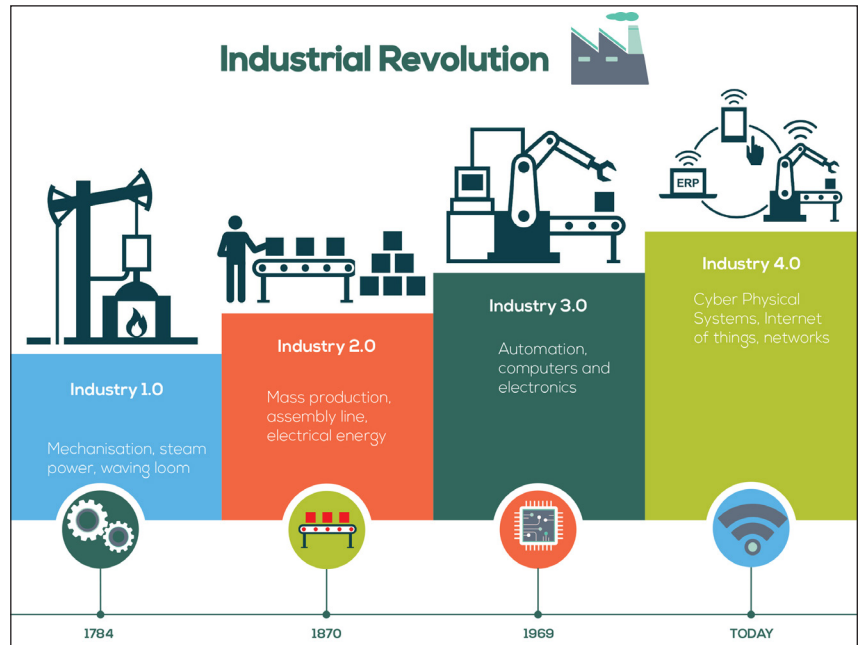 Industrial Revolution
ERP
Industry 1.0
Mechanisation, steam
power, waving loom
Industry 2.0
Mass production,
assembly line,
electrical energy
Industry 3.0
Automation,
computers and
electronics
Industry 4.0
Cyber Physical
Systems, Internet
of things, networks
1784
1870
1969
TODAY